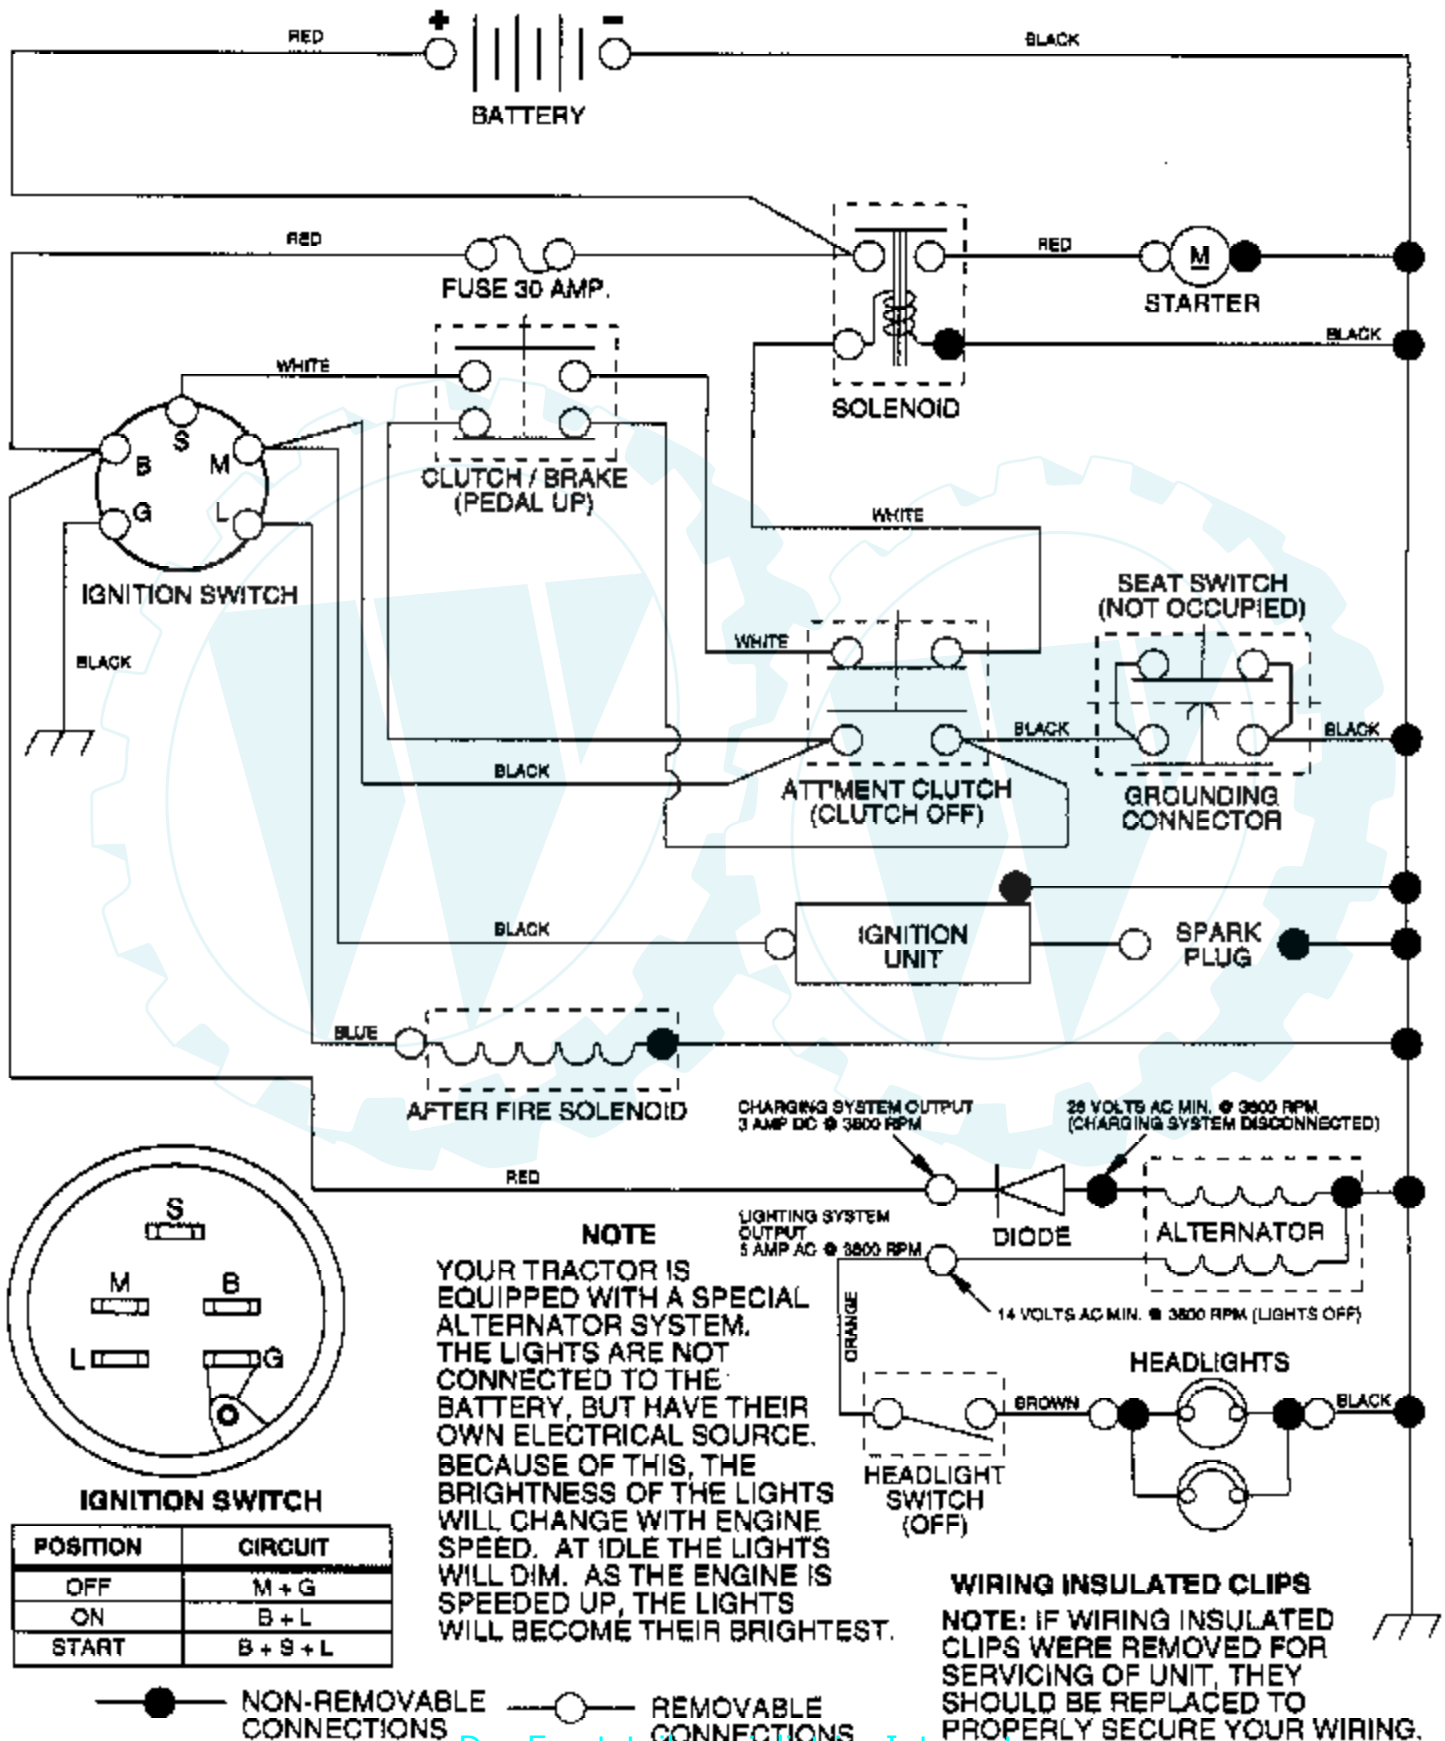 +
-
RED
BLACK
BATTERY
RED
FUSE 30 AMP.
RED
M
STARTER
BLACK
SOLENOID
WHITE
S
B
M
G
L
IGNITION SWITCH
CLUTCH / BRAKE
(PEDAL UP)
WHITE
SEAT SWITCH
(NOT OCCUPIED)
BLACK
WHITE
BLACK
BLACK
BLACK
ATT'MENT CLUTCH
(CLUTCH OFF)
GROUNDING
CONNECTOR
BLACK
IGNITION
UNIT
SPARK
PLUG
BLUE
AFTER FIRE SOLENOID
CHARGING SYSTEM OUTPUT
3 AMP DC @ 3600 RPM
28 VOLTS AC MIN. @ 3600 RPM
(CHARGING SYSTEM DISCONNECTED)
RED
DIODE
ALTERNATOR
LIGHTING SYSTEM
OUTPUT
5 AMP AC @ 3600 RPM
14 VOLTS AC MIN. @ 3600 RPM (LIGHTS OFF)
ORANGE
HEADLIGHTS
BROWN
BLACK
HEADLIGHT
SWITCH
(OFF)
S
M
B
L
G
IGNITION SWITCH
POSITION CIRCUIT
OFF M + G
ON B + L
START B + S + L
NOTE
YOUR TRACTOR IS
EQUIPPED WITH A SPECIAL
ALTERNATOR SYSTEM.
THE LIGHTS ARE NOT
CONNECTED TO THE
BATTERY, BUT HAVE THEIR
OWN ELECTRICAL SOURCE.
BECAUSE OF THIS, THE
BRIGHTNESS OF THE LIGHTS
WILL CHANGE WITH ENGINE
SPEED. AT IDLE THE LIGHTS
WILL DIM. AS THE ENGINE IS
SPEEDED UP, THE LIGHTS
WILL BECOME THEIR BRIGHTEST.
WIRING INSULATED CLIPS
NOTE: IF WIRING INSULATED
CLIPS WERE REMOVED FOR
SERVICING OF UNIT, THEY
SHOULD BE REPLACED TO
PROPERLY SECURE YOUR WIRING.
NON-REMOVABLE
CONNECTIONS
REMOVABLE
CONNECTIONS